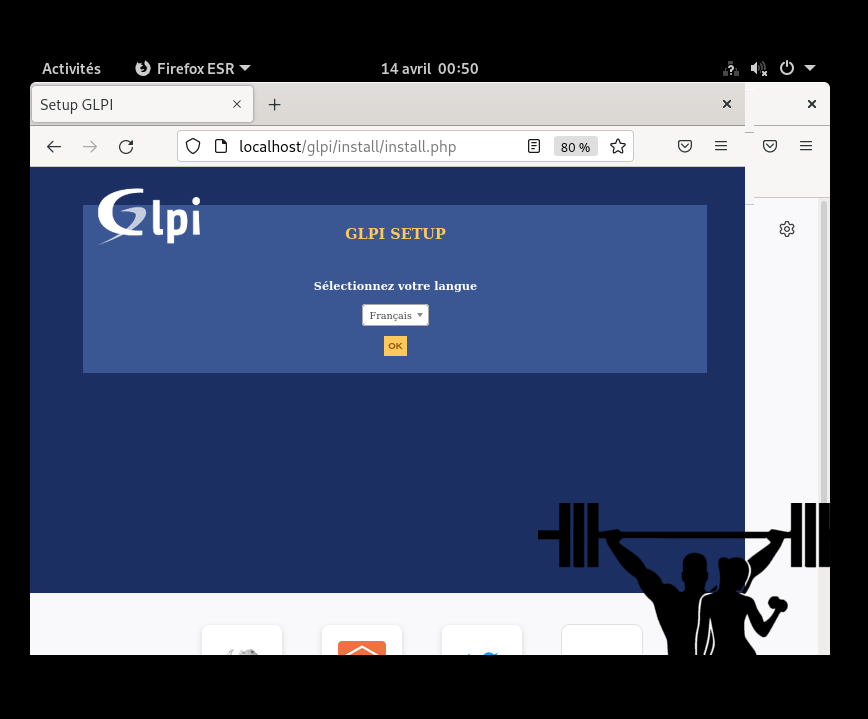 Activités Firefox ESR 14 avril 00:50
Setup GLPI
localhost/glpi/install/install.php 80 %
Glpi
GLPI SETUP
Sélectionnez votre langue
Français
OK